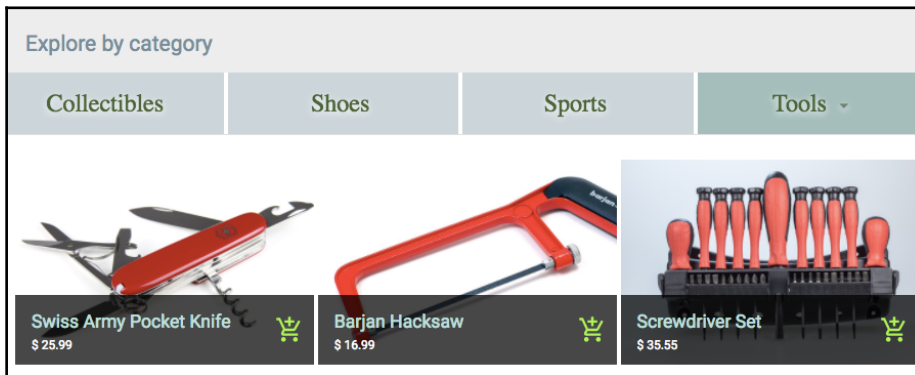 Explore by category
Collectibles
Shoes
Sports
Tools
barjan
Swiss Army Pocket Knife
$ 25.99
Barjan Hacksaw
$ 16.99
Screwdriver Set
$ 35.55